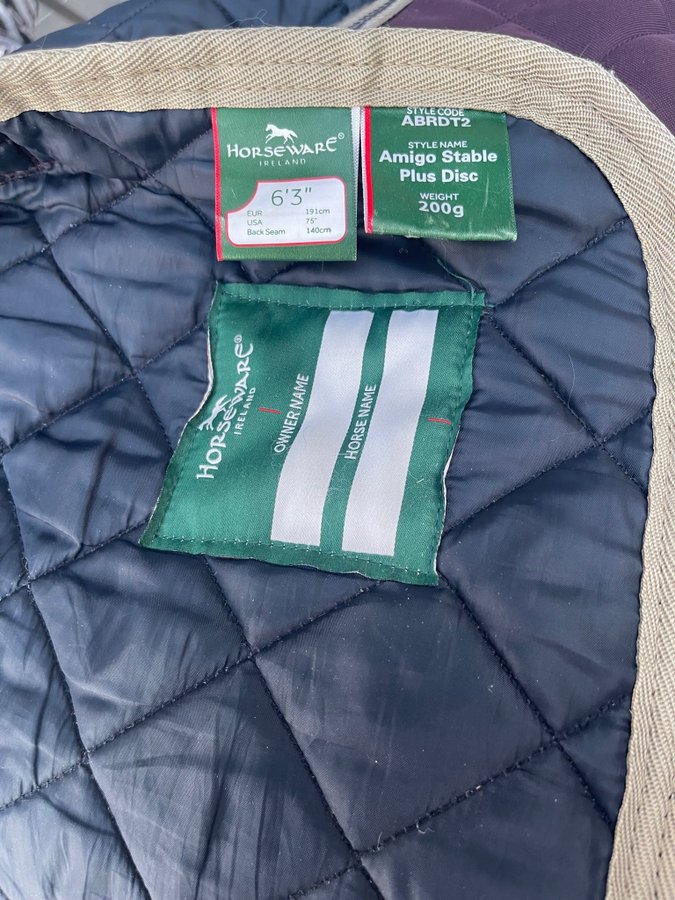 HORSEWARE®
IRELAND
6'3"
EUR 191cm
USA 75"
Back Seam 140cm
STYLE CODE
ABRDT2
STYLE NAME
Amigo Stable
Plus Disc
WEIGHT
200g
HORSEWARE®
IRELAND
OWNER NAME
HORSE NAME